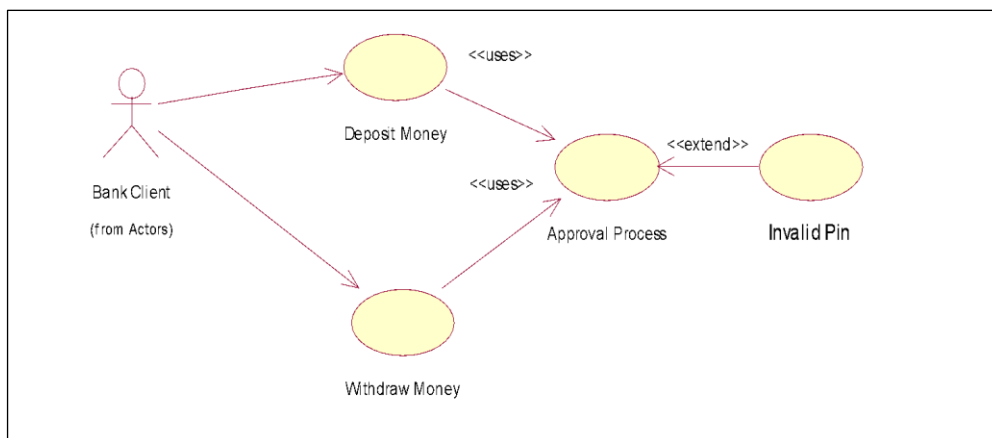 <<uses>>
Deposit Money
Bank Client
(from Actors)
<<uses>>
<<extend>>
Approval Process
Invalid Pin
Withdraw Money